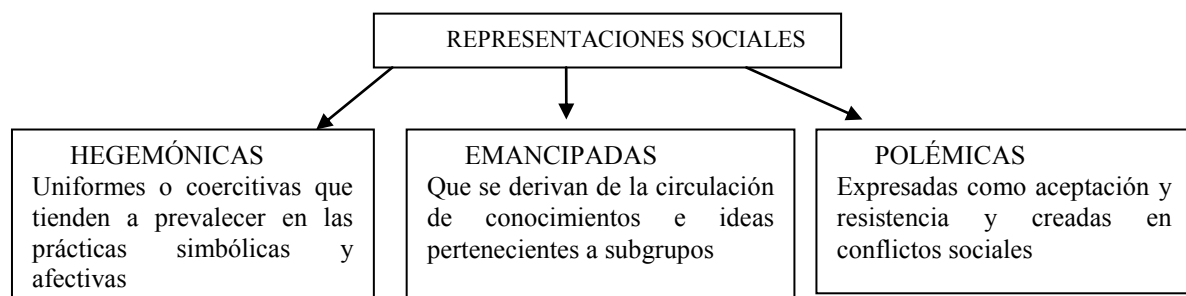 REPRESENTACIONES SOCIALES
HEGEMÓNICAS
Uniformes o coercitivas que
tienden a prevalecer en las
prácticas simbólicas y
afectivas
EMANCIPADAS
Que se derivan de la circulación
de conocimientos e ideas
pertenecientes a subgrupos
POLÉMICAS
Expresadas como aceptación y
resistencia y creadas en
conflictos sociales